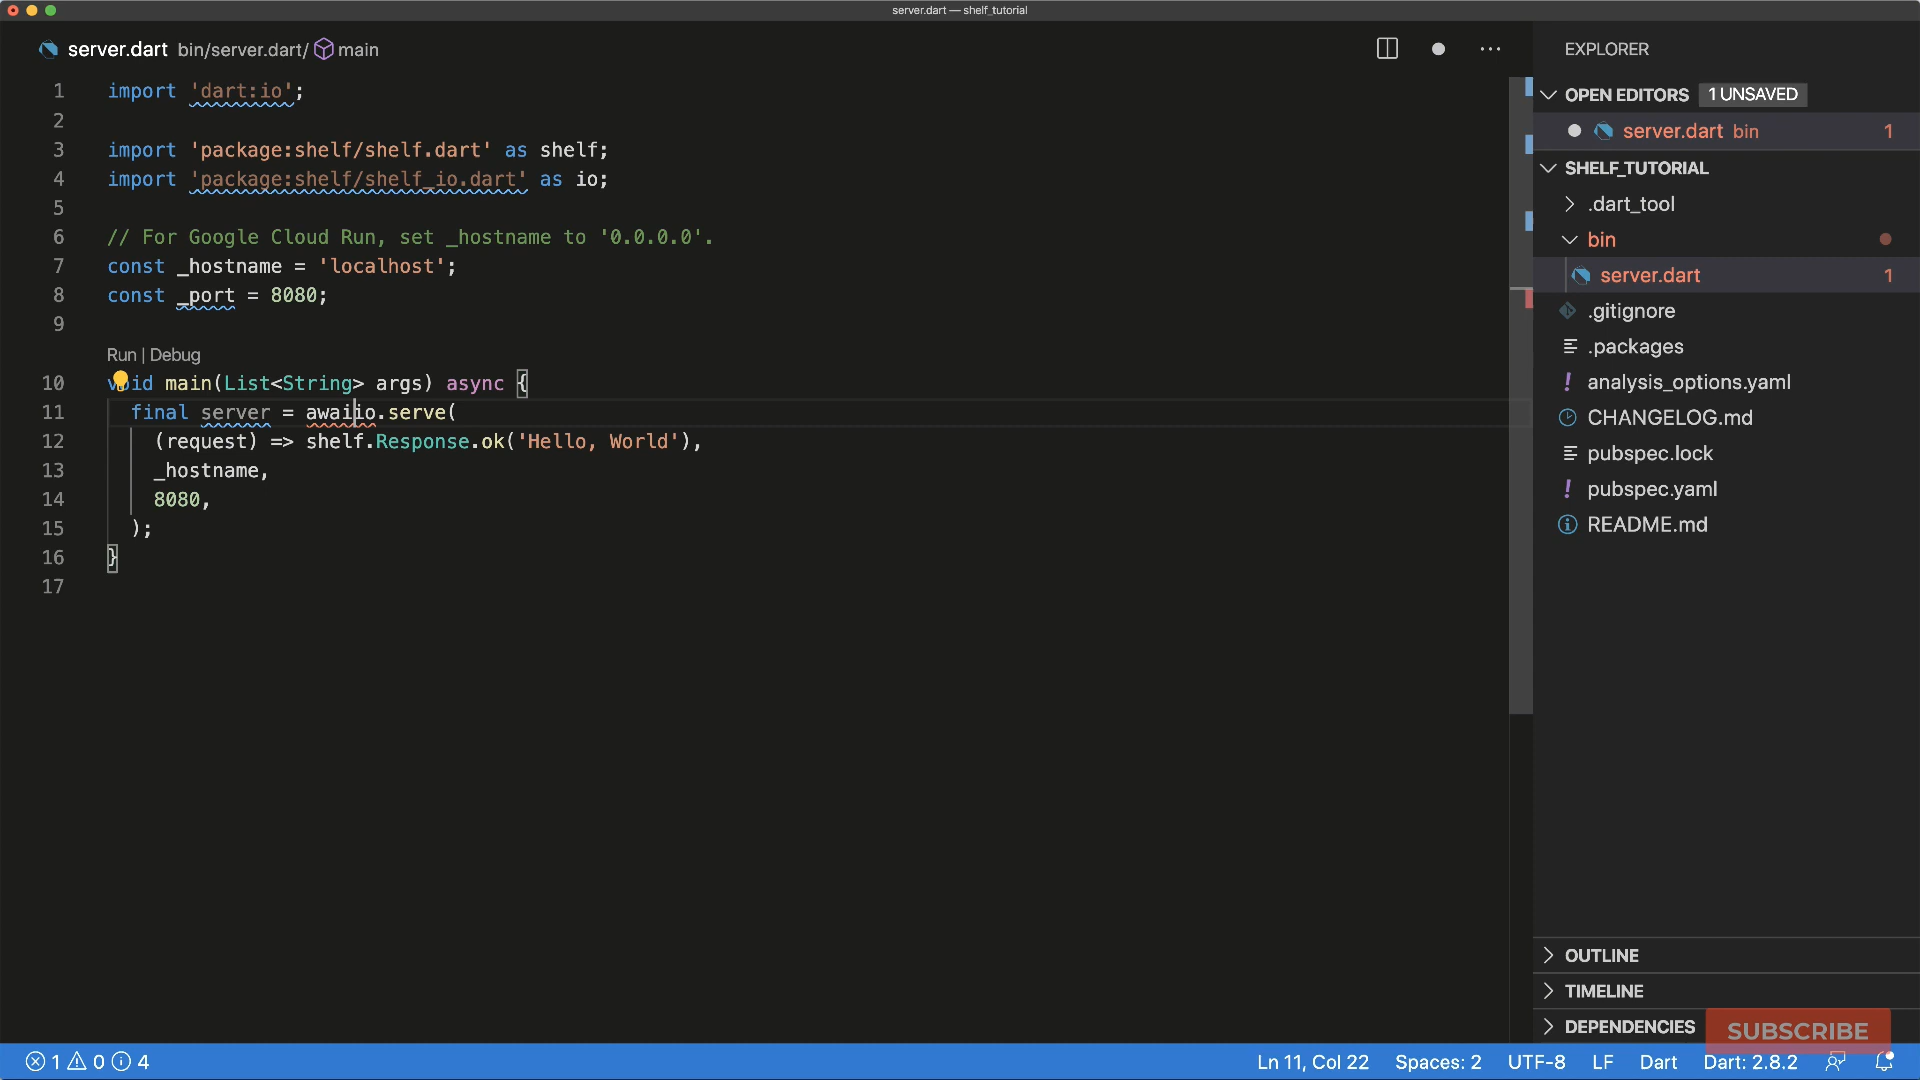 server.dart — shelf_tutorial
server.dart bin/server.dart/ main
1 import 'dart:io';
2
3 import 'package:shelf/shelf.dart' as shelf;
4 import 'package:shelf/shelf_io.dart' as io;
5
6 // For Google Cloud Run, set _hostname to '0.0.0.0'.
7 const _hostname = 'localhost';
8 const _port = 8080;
9
Run | Debug
10 void main(List<String> args) async {
11 final server = awaiio.serve(
12 (request) => shelf.Response.ok('Hello, World'),
13 _hostname,
14 8080,
15 );
16 }
17
EXPLORER
OPEN EDITORS 1 UNSAVED
server.dart bin 1
SHELF_TUTORIAL
.dart_tool
bin
server.dart 1
.gitignore
.packages
analysis_options.yaml
CHANGELOG.md
pubspec.lock
pubspec.yaml
README.md
OUTLINE
TIMELINE
DEPENDENCIES
SUBSCRIBE
1 0 4 Ln 11, Col 22 Spaces: 2 UTF-8 LF Dart Dart: 2.8.2